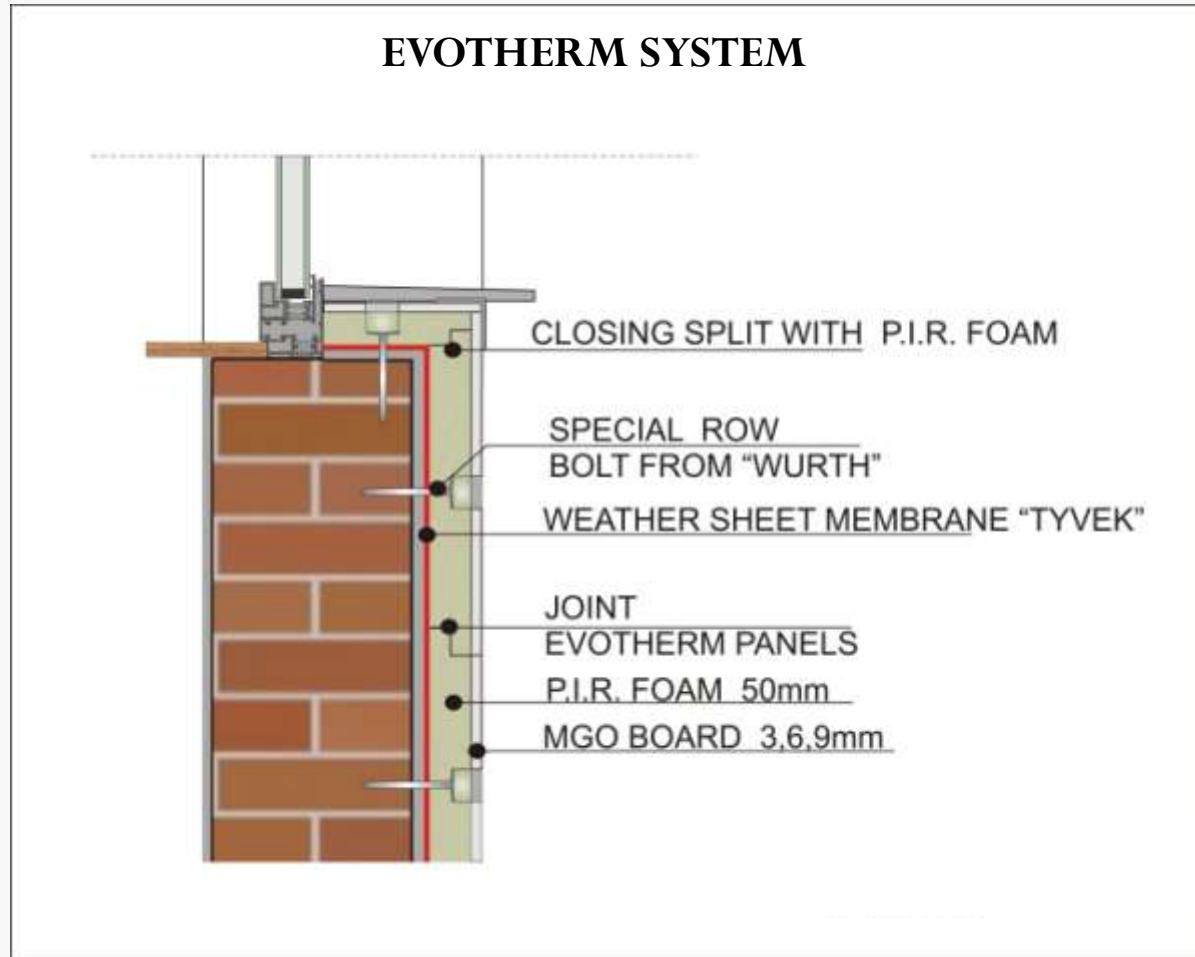 EVOTHERM SYSTEM
CLOSING SPLIT WITH P.I.R. FOAM
SPECIAL ROW
BOLT FROM “WURTH”
WEATHER SHEET MEMBRANE “TYVEK”
JOINT
EVOTHERM PANELS
P.I.R. FOAM 50mm
MGO BOARD 3,6,9mm